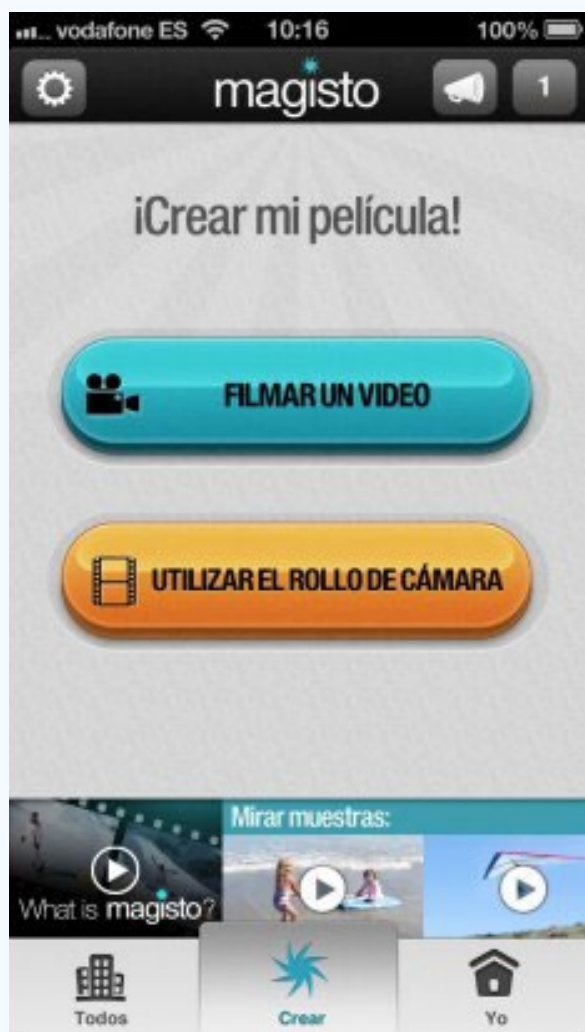 vodafone ES 10:16 100%
magisto 1
¡Crear mi película!
FILMAR UN VIDEO
UTILIZAR EL ROLLO DE CÁMARA
Mirar muestras:
What is magisto?
Todos Crear Yo